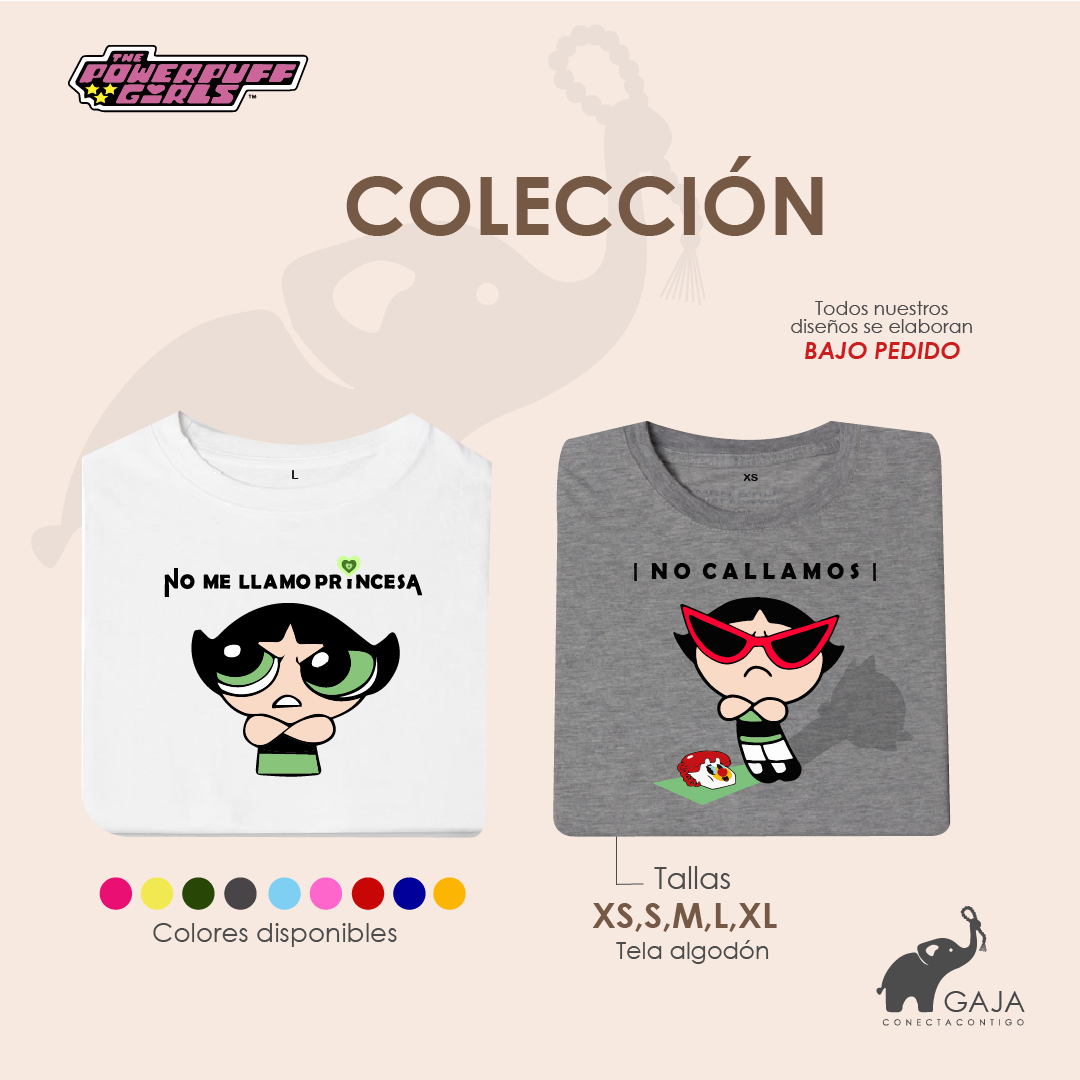 THE
POWERPUFF
GIRLS™
COLECCIÓN
Todos nuestros
diseños se elaboran
BAJO PEDIDO
L
NO ME LLAMO PRINCESA
XS
| NO CALLAMOS |
Colores disponibles
Tallas
XS,S,M,L,XL
Tela algodón
GAJA
CONECTACONTIGO